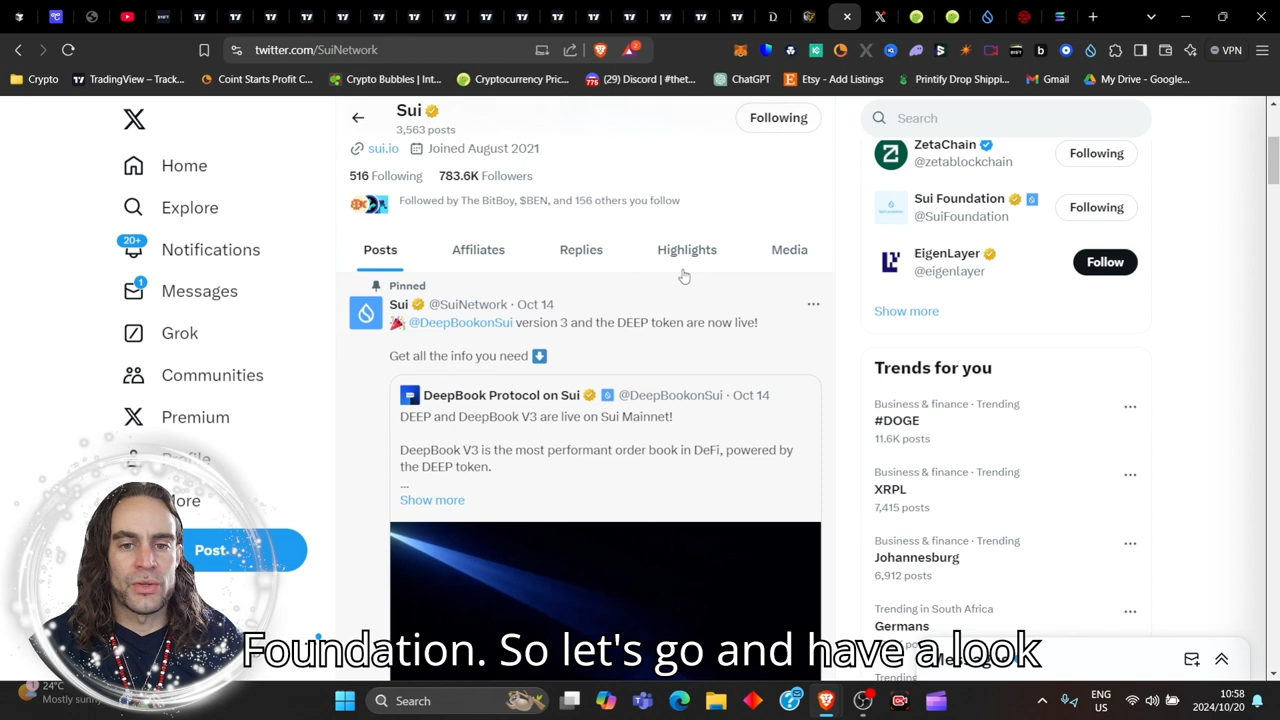 twitter.com/SuiNetwork
2
VPN
Crypto
TradingView – Track...
Coint Starts Profit C...
Crypto Bubbles | Int...
Cryptocurrency Pric...
(29) Discord | #thet...
ChatGPT
Etsy - Add Listings
Printify Drop Shippi...
Gmail
My Drive - Google...
Home
Explore
20+
Notifications
1
Messages
Grok
Communities
Premium
Profile
More
Post
Sui
3,563 posts
Following
sui.io
Joined August 2021
516 Following
783.6K Followers
Followed by The BitBoy, $BEN, and 156 others you follow
Posts
Affiliates
Replies
Highlights
Media
Pinned
Sui @SuiNetwork · Oct 14
@DeepBookonSui version 3 and the DEEP token are now live!
Get all the info you need
DeepBook Protocol on Sui @DeepBookonSui · Oct 14
DEEP and DeepBook V3 are live on Sui Mainnet!
DeepBook V3 is the most performant order book in DeFi, powered by
the DEEP token.
...
Show more
Search
ZetaChain
@zetablockchain
Following
Sui Foundation
@SuiFoundation
Following
EigenLayer
@eigenlayer
Follow
Show more
Trends for you
Business & finance · Trending
#DOGE
11.6K posts
Business & finance · Trending
XRPL
7,415 posts
Business & finance · Trending
Johannesburg
6,912 posts
Trending in South Africa
Germans
Trending
Foundation. So let's go and have a look
24°C
Mostly sunny
Search
ENG
US
10:58
2024/10/20